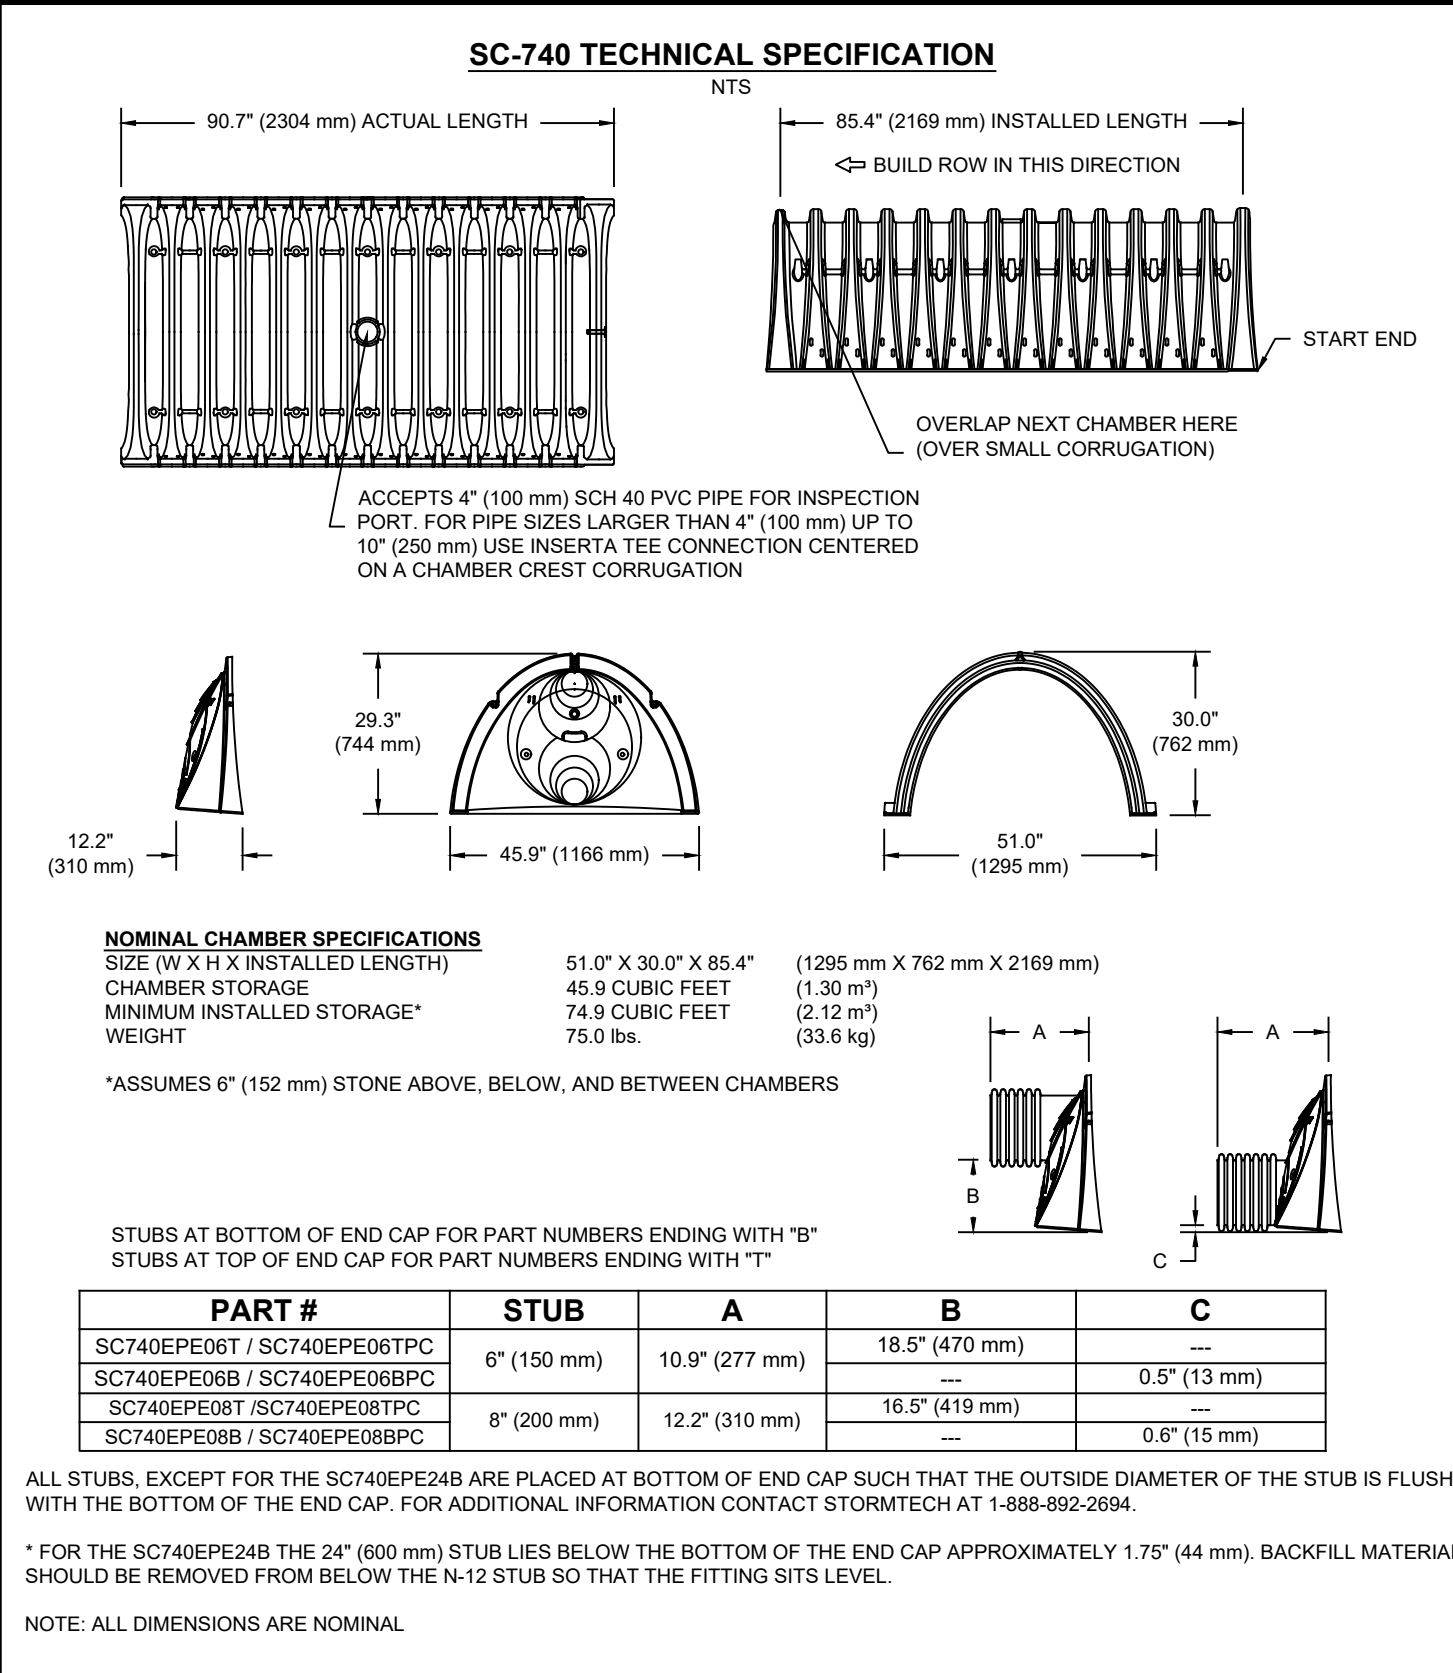 SC-740 TECHNICAL SPECIFICATION
NTS
90.7" (2304 mm) ACTUAL LENGTH
85.4" (2169 mm) INSTALLED LENGTH
BUILD ROW IN THIS DIRECTION
START END
OVERLAP NEXT CHAMBER HERE
(OVER SMALL CORRUGATION)
ACCEPTS 4" (100 mm) SCH 40 PVC PIPE FOR INSPECTION
PORT. FOR PIPE SIZES LARGER THAN 4" (100 mm) UP TO
10" (250 mm) USE INSERTA TEE CONNECTION CENTERED
ON A CHAMBER CREST CORRUGATION
12.2"
(310 mm)
29.3"
(744 mm)
45.9" (1166 mm)
30.0"
(762 mm)
51.0"
(1295 mm)
NOMINAL CHAMBER SPECIFICATIONS
SIZE (W X H X INSTALLED LENGTH) 51.0" X 30.0" X 85.4" (1295 mm X 762 mm X 2169 mm)
CHAMBER STORAGE 45.9 CUBIC FEET (1.30 m³)
MINIMUM INSTALLED STORAGE* 74.9 CUBIC FEET (2.12 m³)
WEIGHT 75.0 lbs. (33.6 kg)
*ASSUMES 6" (152 mm) STONE ABOVE, BELOW, AND BETWEEN CHAMBERS
A
B
A
C
STUBS AT BOTTOM OF END CAP FOR PART NUMBERS ENDING WITH "B"
STUBS AT TOP OF END CAP FOR PART NUMBERS ENDING WITH "T"
PART # STUB A B C
SC740EPE06T / SC740EPE06TPC 6" (150 mm) 10.9" (277 mm) 18.5" (470 mm) ---
SC740EPE06B / SC740EPE06BPC --- 0.5" (13 mm)
SC740EPE08T /SC740EPE08TPC 8" (200 mm) 12.2" (310 mm) 16.5" (419 mm) ---
SC740EPE08B / SC740EPE08BPC --- 0.6" (15 mm)
ALL STUBS, EXCEPT FOR THE SC740EPE24B ARE PLACED AT BOTTOM OF END CAP SUCH THAT THE OUTSIDE DIAMETER OF THE STUB IS FLUSH
WITH THE BOTTOM OF THE END CAP. FOR ADDITIONAL INFORMATION CONTACT STORMTECH AT 1-888-892-2694.
* FOR THE SC740EPE24B THE 24" (600 mm) STUB LIES BELOW THE BOTTOM OF THE END CAP APPROXIMATELY 1.75" (44 mm). BACKFILL MATERIAL
SHOULD BE REMOVED FROM BELOW THE N-12 STUB SO THAT THE FITTING SITS LEVEL.
NOTE: ALL DIMENSIONS ARE NOMINAL